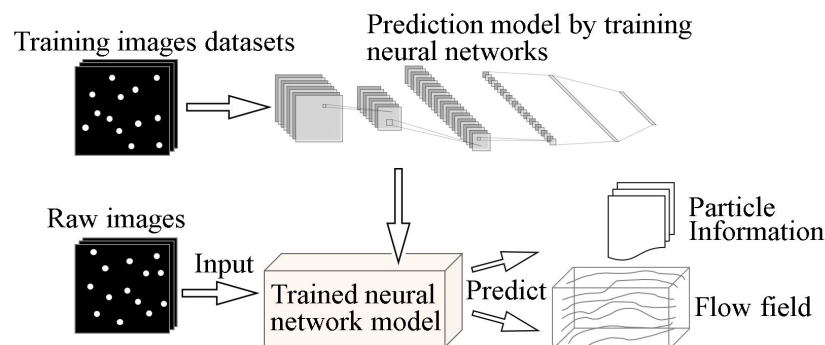 Training images datasets
Prediction model by training
neural networks
Raw images
Input
Trained neural
network model
Predict
Particle
Information
Flow field